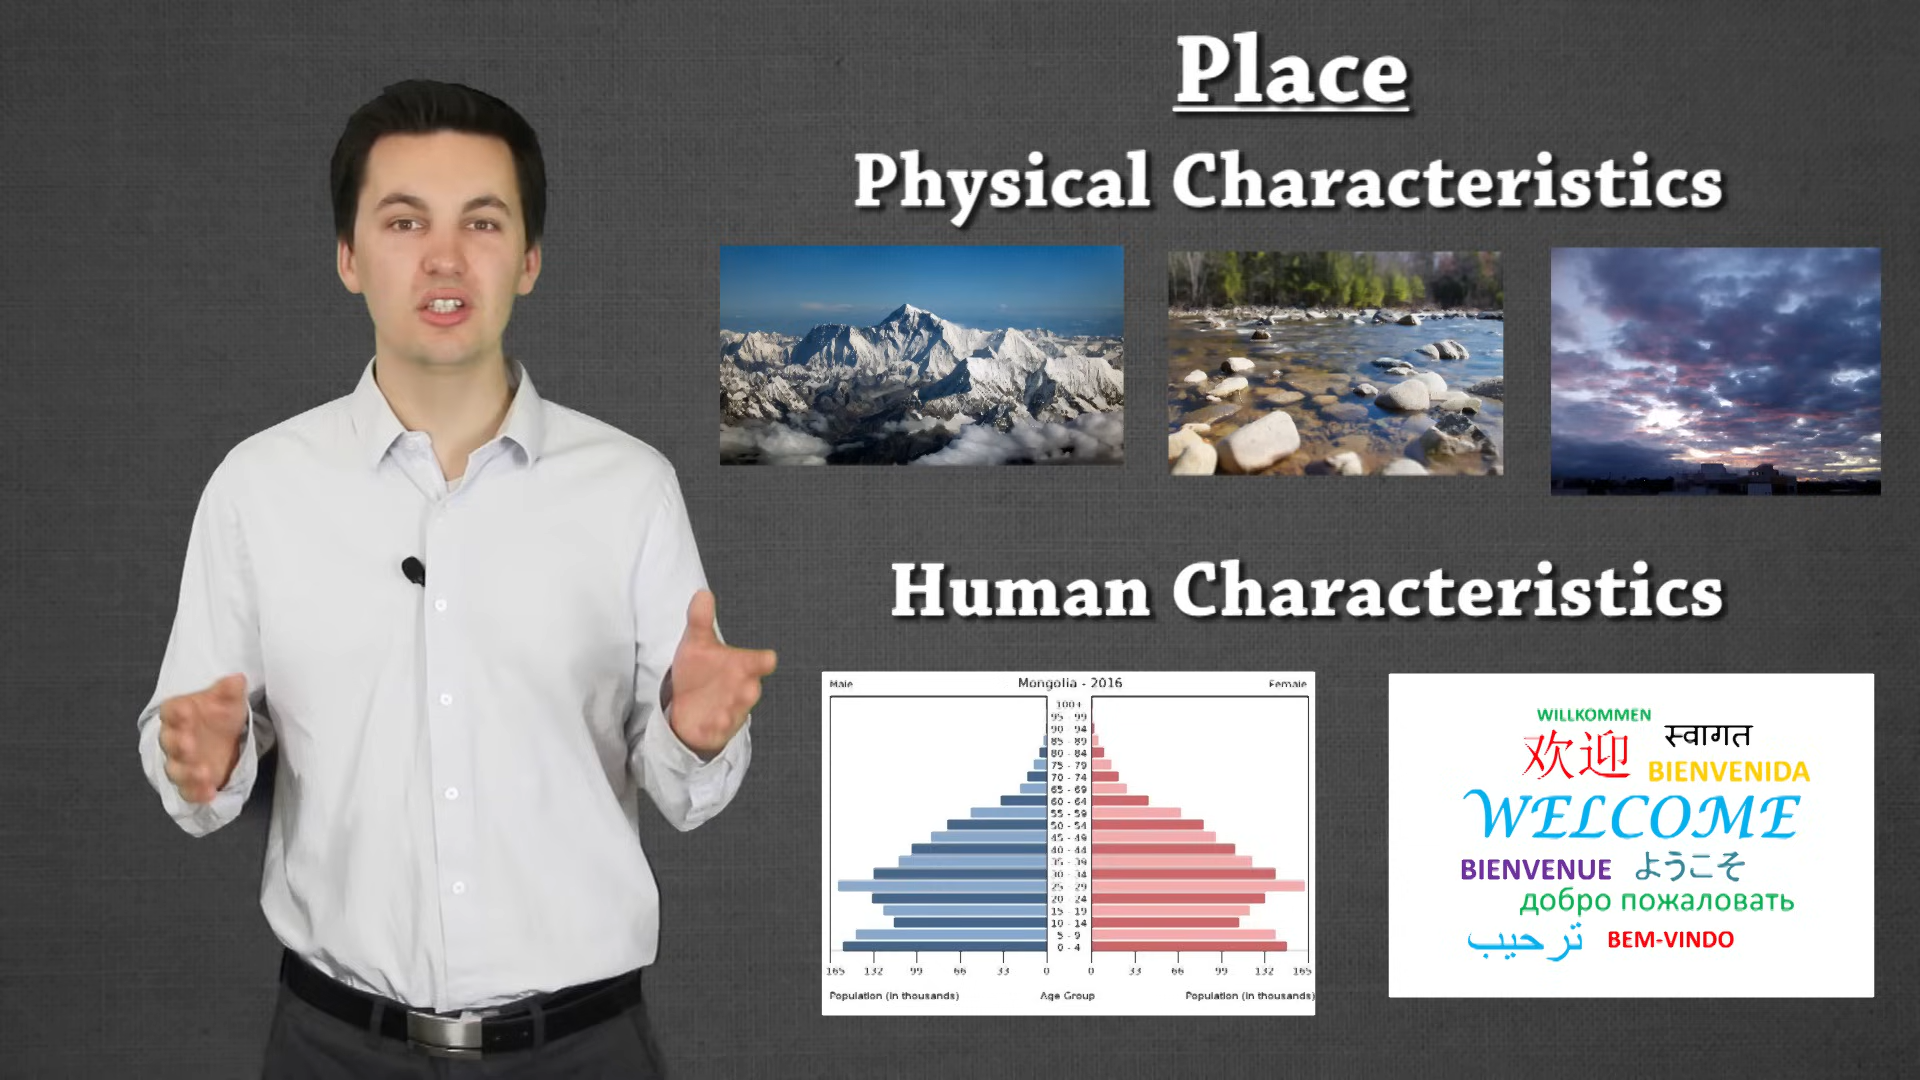 Place
Physical Characteristics
Human Characteristics
Male Mongolia - 2016 Female
100+
95 - 99
90 - 94
85 - 89
80 - 84
75 - 79
70 - 74
65 - 69
60 - 64
55 - 59
50 - 54
45 - 49
40 - 44
35 - 39
30 - 34
25 - 29
20 - 24
15 - 19
10 - 14
5 - 9
0 - 4
165 132 99 66 33 0 0 33 66 99 132 165
Population (in thousands) Age Group Population (in thousands)
WILLKOMMEN
欢迎 स्वागत
BIENVENIDA
WELCOME
BIENVENUE ようこそ
добро пожаловать
ترحيب BEM-VINDO